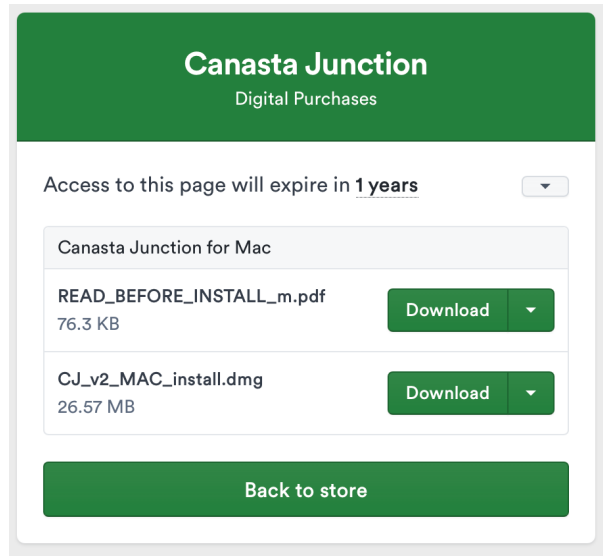 Canasta Junction
Digital Purchases
Access to this page will expire in 1 years
Canasta Junction for Mac
READ_BEFORE_INSTALL_m.pdf
76.3 KB
Download
CJ_v2_MAC_install.dmg
26.57 MB
Download
Back to store